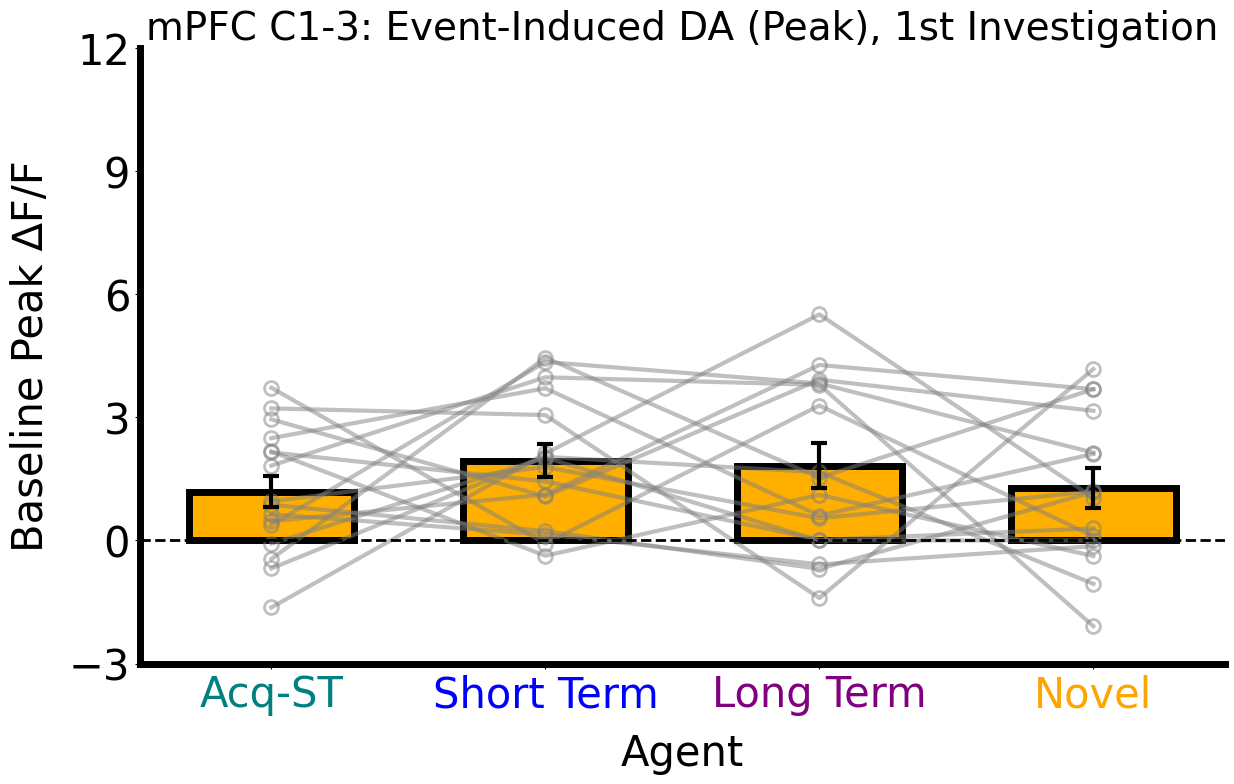 mPFC C1-3: Event-Induced DA (Peak), 1st Investigation
12
9
6
3
0
−3
Baseline Peak ΔF/F
Acq-ST Short Term Long Term Novel
Agent